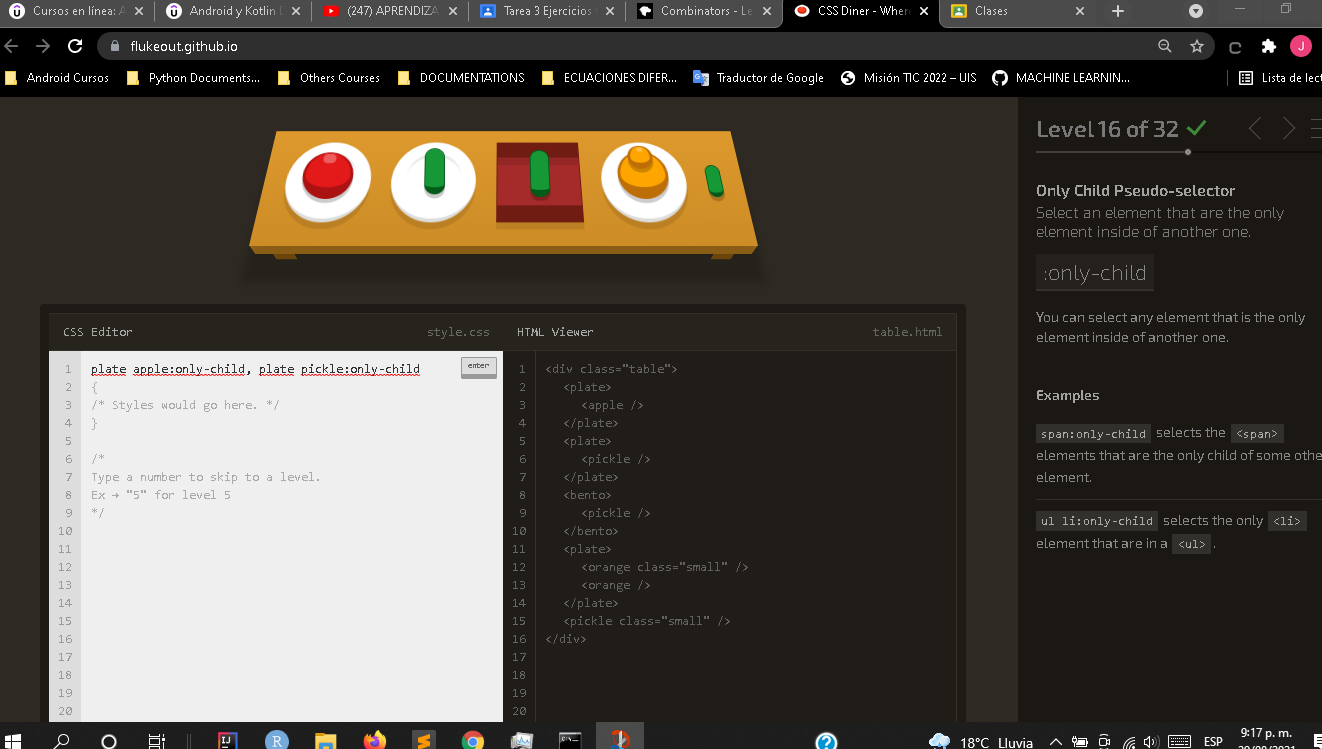 Cursos en línea: A
Android y Kotlin D
(247) APRENDIZA
Tarea 3 Ejercicios
Combinators - Le
CSS Diner - Where
Clases
flukeout.github.io
J
Android Cursos
Python Documents...
Others Courses
DOCUMENTATIONS
ECUACIONES DIFER...
Traductor de Google
Misión TIC 2022 – UIS
MACHINE LEARNIN...
Lista de lect
Level 16 of 32
Only Child Pseudo-selector
Select an element that are the only
element inside of another one.
:only-child
You can select any element that is the only
element inside of another one.
Examples
span:only-child selects the <span>
elements that are the only child of some othe
element.
ul li:only-child selects the only <li>
element that are in a <ul> .
CSS Editor
style.css
1 plate apple:only-child, plate pickle:only-child
enter
2 {
3 /* Styles would go here. */
4 }
5
6 /*
7 Type a number to skip to a level.
8 Ex → "5" for level 5
9 */
10
11
12
13
14
15
16
17
18
19
20
HTML Viewer
table.html
1 <div class="table">
2 <plate>
3 <apple />
4 </plate>
5 <plate>
6 <pickle />
7 </plate>
8 <bento>
9 <pickle />
10 </bento>
11 <plate>
12 <orange class="small" />
13 <orange />
14 </plate>
15 <pickle class="small" />
16 </div>
17
18
19
20
IJ
R
18°C Lluvia
ESP
9:17 p. m.